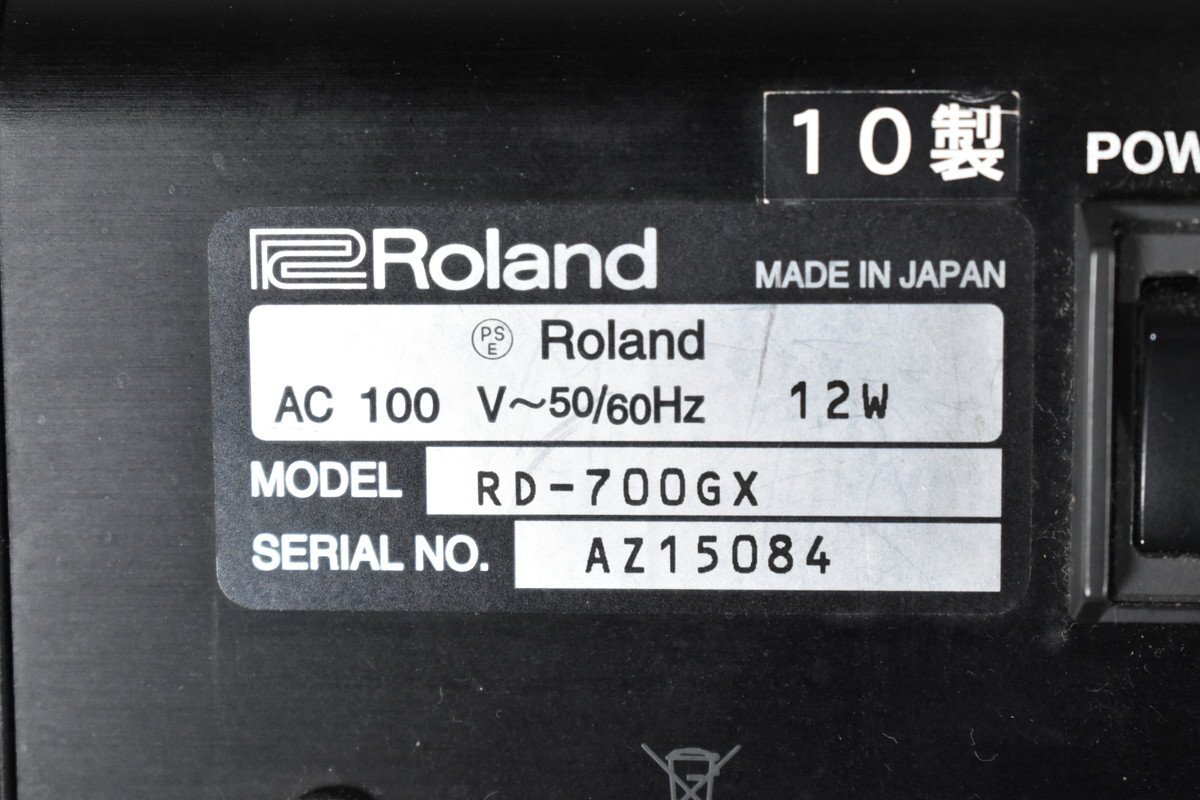 10製
POW
Roland
MADE IN JAPAN
PS
E
Roland
AC 100 V~50/60Hz 12W
MODEL RD-700GX
SERIAL NO. AZ15084